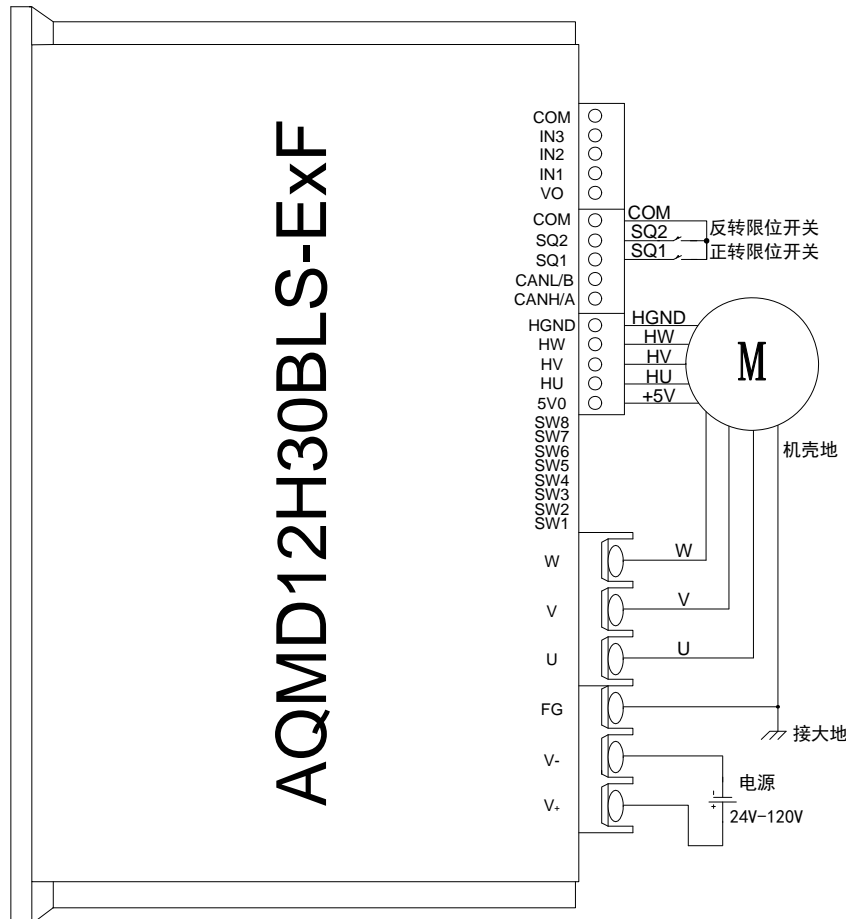 AQMD12H30BLS-ExF
COM
IN3
IN2
IN1
VO
COM
SQ2
SQ1
CANL/B
CANH/A
HGND
HW
HV
HU
5V0
SW8
SW7
SW6
SW5
SW4
SW3
SW2
SW1
W
V
U
FG
V-
V+
COM
SQ2 反转限位开关
SQ1 正转限位开关
HGND
HW
HV
HU
+5V
M
机壳地
W
V
U
接大地
电源
- +
24V-120V